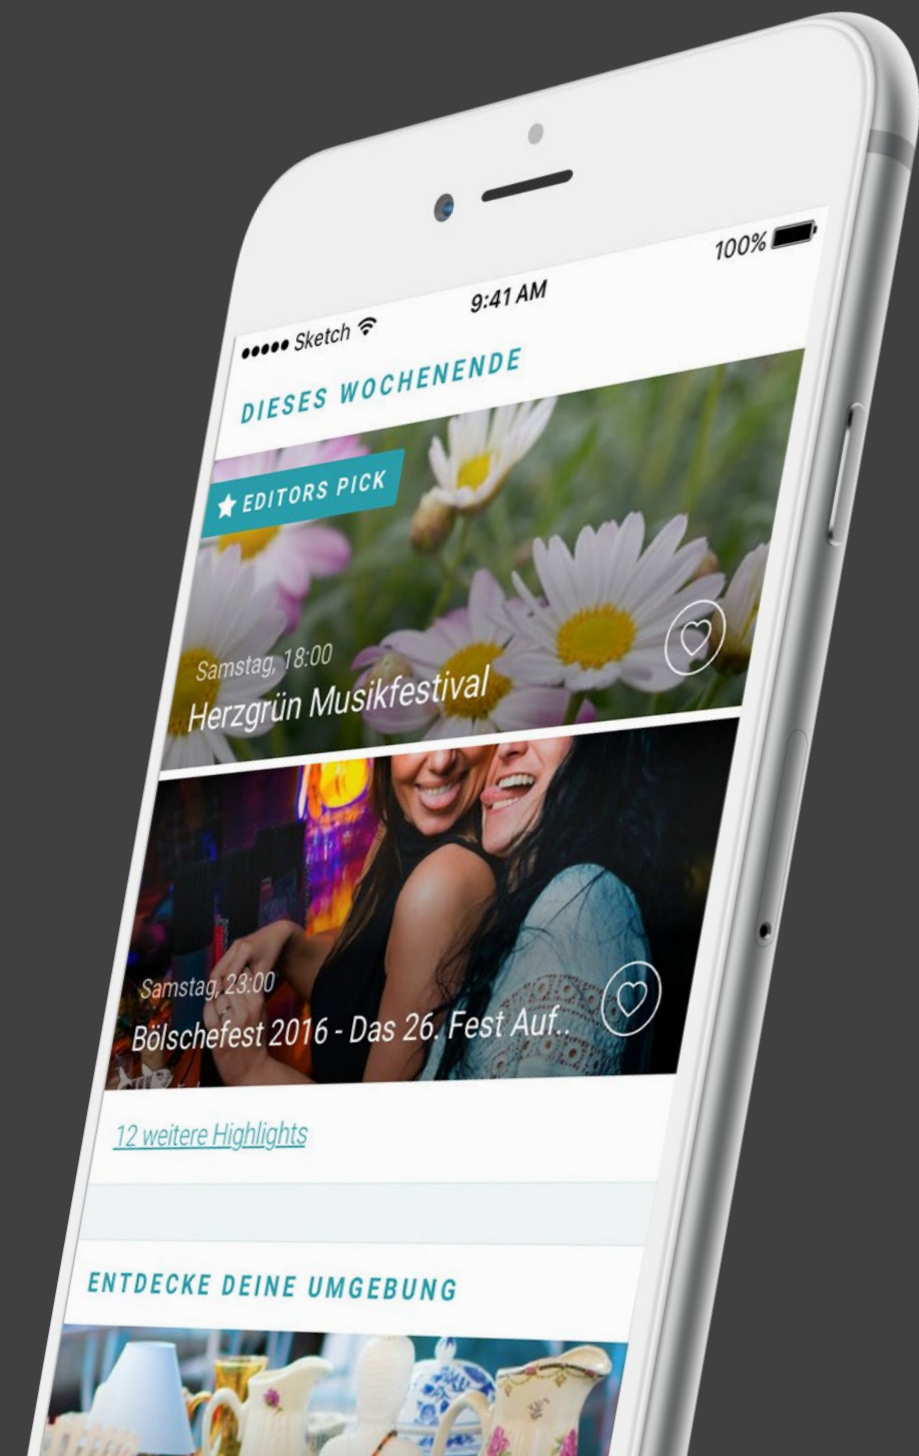 Sketch
9:41 AM
100%
DIESES WOCHENENDE
EDITORS PICK
Samstag, 18:00
Herzgrün Musikfestival
Samstag, 23:00
Bölschefest 2016 - Das 26. Fest Auf..
12 weitere Highlights
ENTDECKE DEINE UMGEBUNG